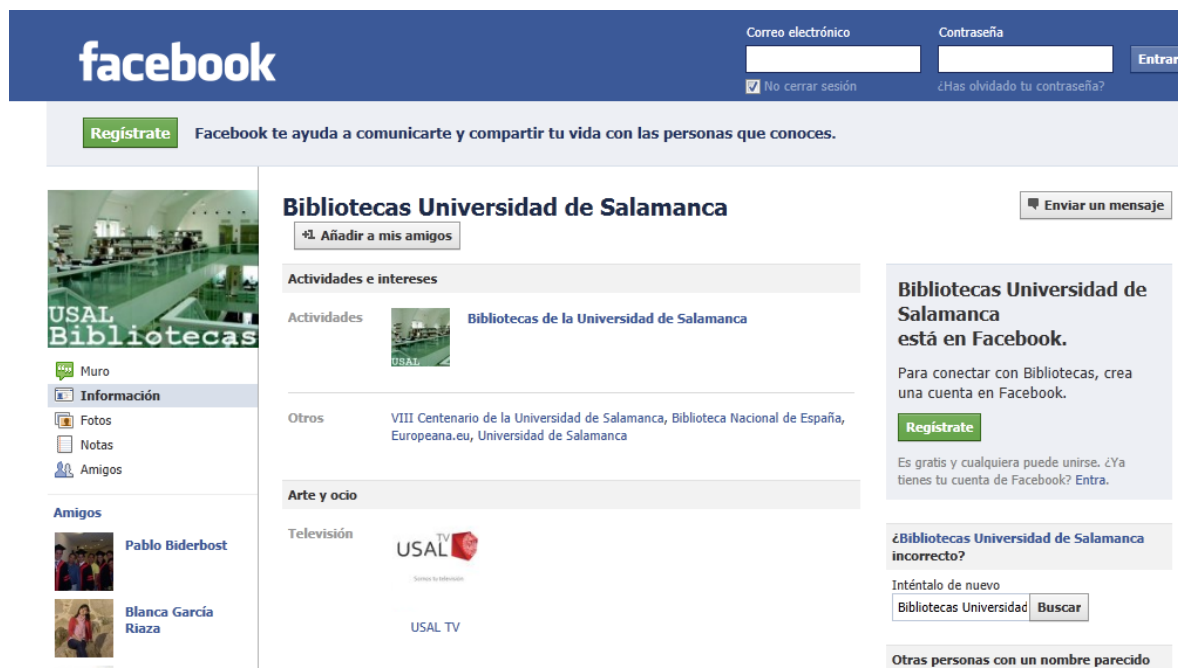 facebook
Correo electrónico
Contraseña
Entrar
No cerrar sesión
¿Has olvidado tu contraseña?
Regístrate
Facebook te ayuda a comunicarte y compartir tu vida con las personas que conoces.
USAL
Bibliotecas
Muro
Información
Fotos
Notas
Amigos
Amigos
Pablo Biderbost
Blanca García
Riaza
Bibliotecas Universidad de Salamanca
+1 Añadir a mis amigos
Enviar un mensaje
Actividades e intereses
Actividades
USAL
Bibliotecas de la Universidad de Salamanca
Otros
VIII Centenario de la Universidad de Salamanca, Biblioteca Nacional de España,
Europeana.eu, Universidad de Salamanca
Arte y ocio
Televisión
USAL TV
Somos tu televisión
USAL TV
Bibliotecas Universidad de
Salamanca
está en Facebook.
Para conectar con Bibliotecas, crea
una cuenta en Facebook.
Regístrate
Es gratis y cualquiera puede unirse. ¿Ya
tienes tu cuenta de Facebook? Entra.
¿Bibliotecas Universidad de Salamanca
incorrecto?
Inténtalo de nuevo
Bibliotecas Universidad
Buscar
Otras personas con un nombre parecido